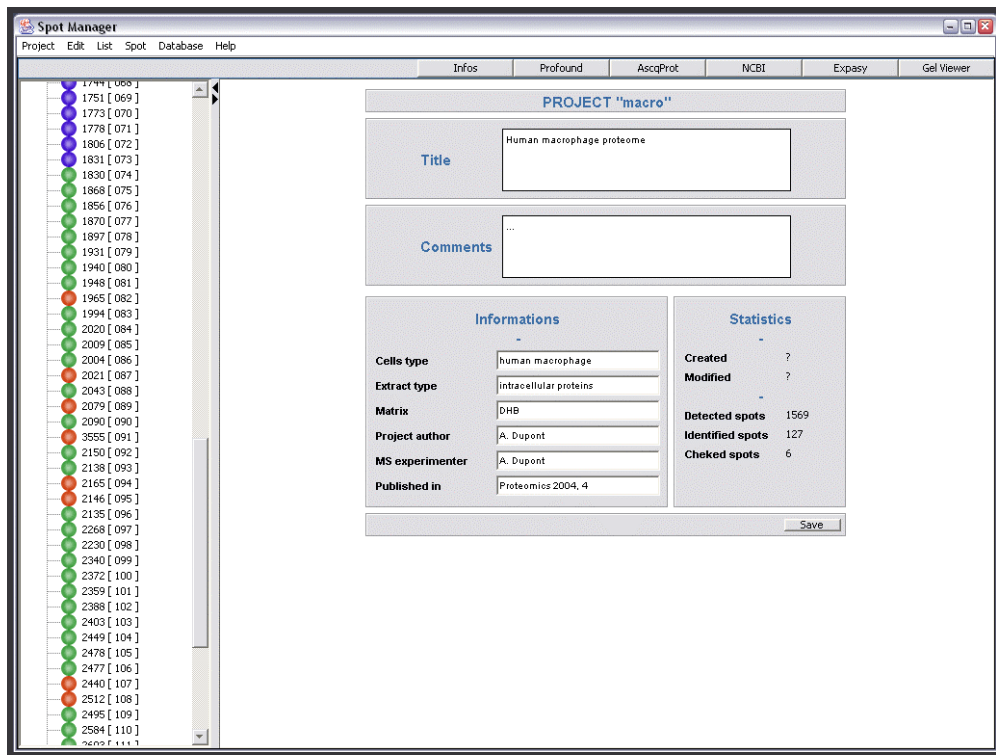 Spot Manager
Project Edit List Spot Database Help
Infos Profound AscqProt NCBI Expasy Gel Viewer
1744 [ 068 ]
1751 [ 069 ]
1773 [ 070 ]
1778 [ 071 ]
1806 [ 072 ]
1831 [ 073 ]
1830 [ 074 ]
1868 [ 075 ]
1856 [ 076 ]
1870 [ 077 ]
1897 [ 078 ]
1931 [ 079 ]
1940 [ 080 ]
1948 [ 081 ]
1965 [ 082 ]
1994 [ 083 ]
2020 [ 084 ]
2009 [ 085 ]
2004 [ 086 ]
2021 [ 087 ]
2043 [ 088 ]
2079 [ 089 ]
2090 [ 090 ]
3555 [ 091 ]
2150 [ 092 ]
2138 [ 093 ]
2165 [ 094 ]
2146 [ 095 ]
2135 [ 096 ]
2268 [ 097 ]
2230 [ 098 ]
2340 [ 099 ]
2372 [ 100 ]
2359 [ 101 ]
2388 [ 102 ]
2403 [ 103 ]
2449 [ 104 ]
2478 [ 105 ]
2477 [ 106 ]
2440 [ 107 ]
2512 [ 108 ]
2495 [ 109 ]
2584 [ 110 ]
2603 [ 111 ]
PROJECT "macro"
Title
Human macrophage proteome
Comments
...
Informations
-
Cells type human macrophage
Extract type intracellular proteins
Matrix DHB
Project author A. Dupont
MS experimenter A. Dupont
Published in Proteomics 2004, 4
Statistics
-
Created ?
Modified ?
-
Detected spots 1569
Identified spots 127
Cheked spots 6
Save